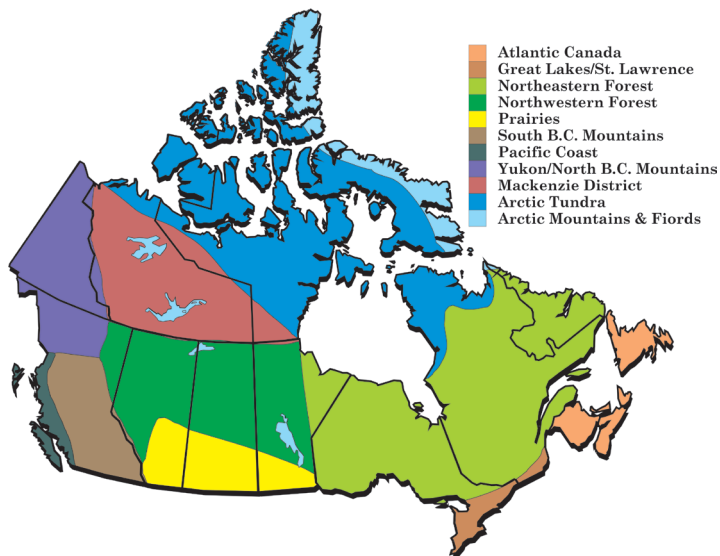 Atlantic Canada
Great Lakes/St. Lawrence
Northeastern Forest
Northwestern Forest
Prairies
South B.C. Mountains
Pacific Coast
Yukon/North B.C. Mountains
Mackenzie District
Arctic Tundra
Arctic Mountains & Fiords